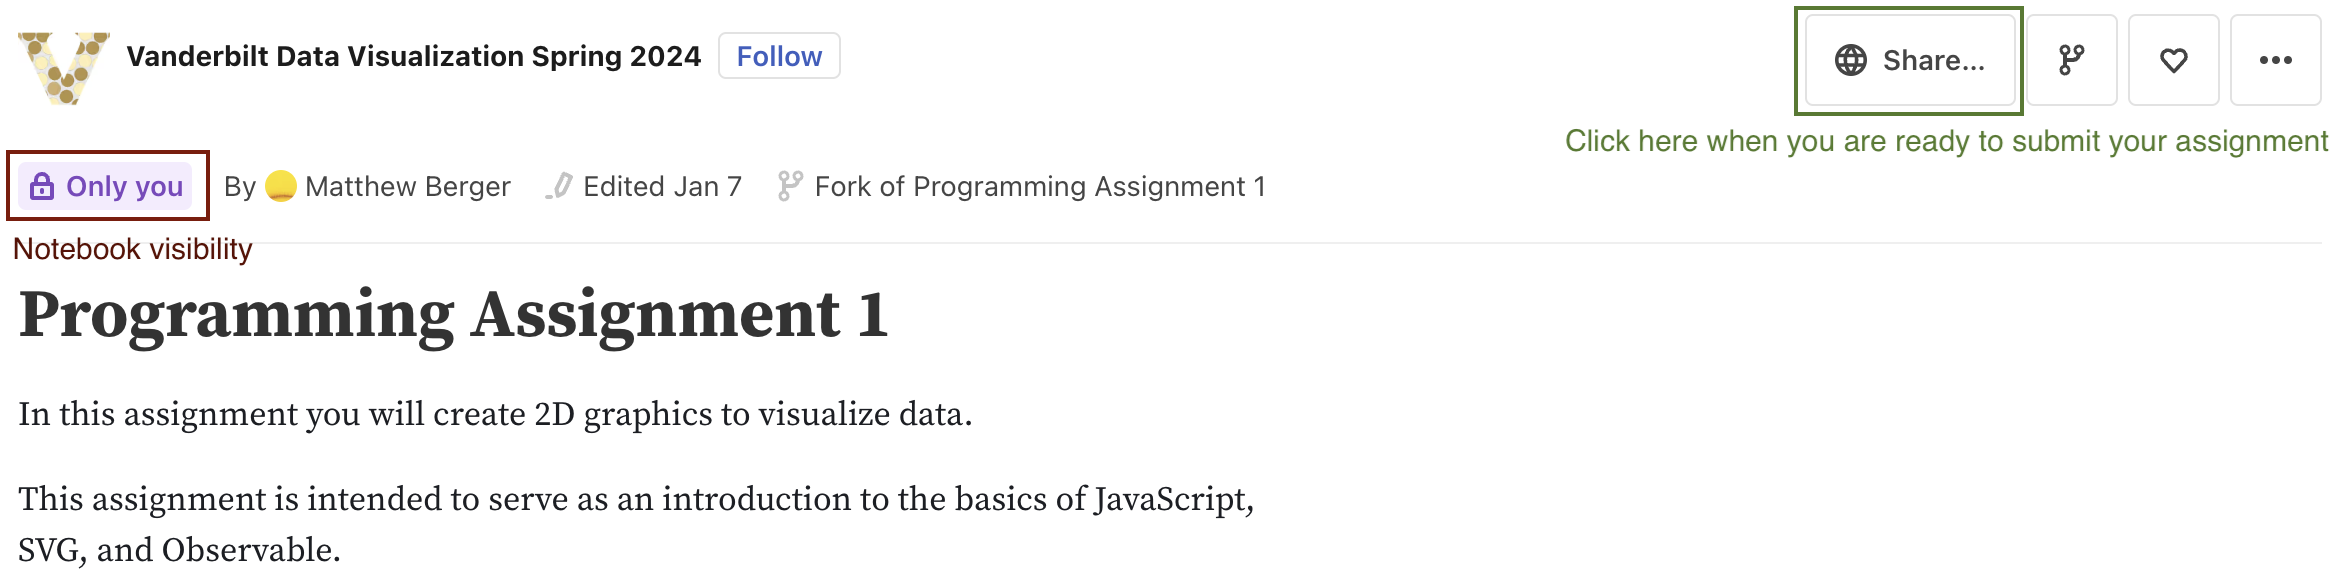 Vanderbilt Data Visualization Spring 2024 Follow
Share...
Click here when you are ready to submit your assignment
Only you By Matthew Berger Edited Jan 7 Fork of Programming Assignment 1
Notebook visibility
Programming Assignment 1
In this assignment you will create 2D graphics to visualize data.
This assignment is intended to serve as an introduction to the basics of JavaScript,
SVG, and Observable.